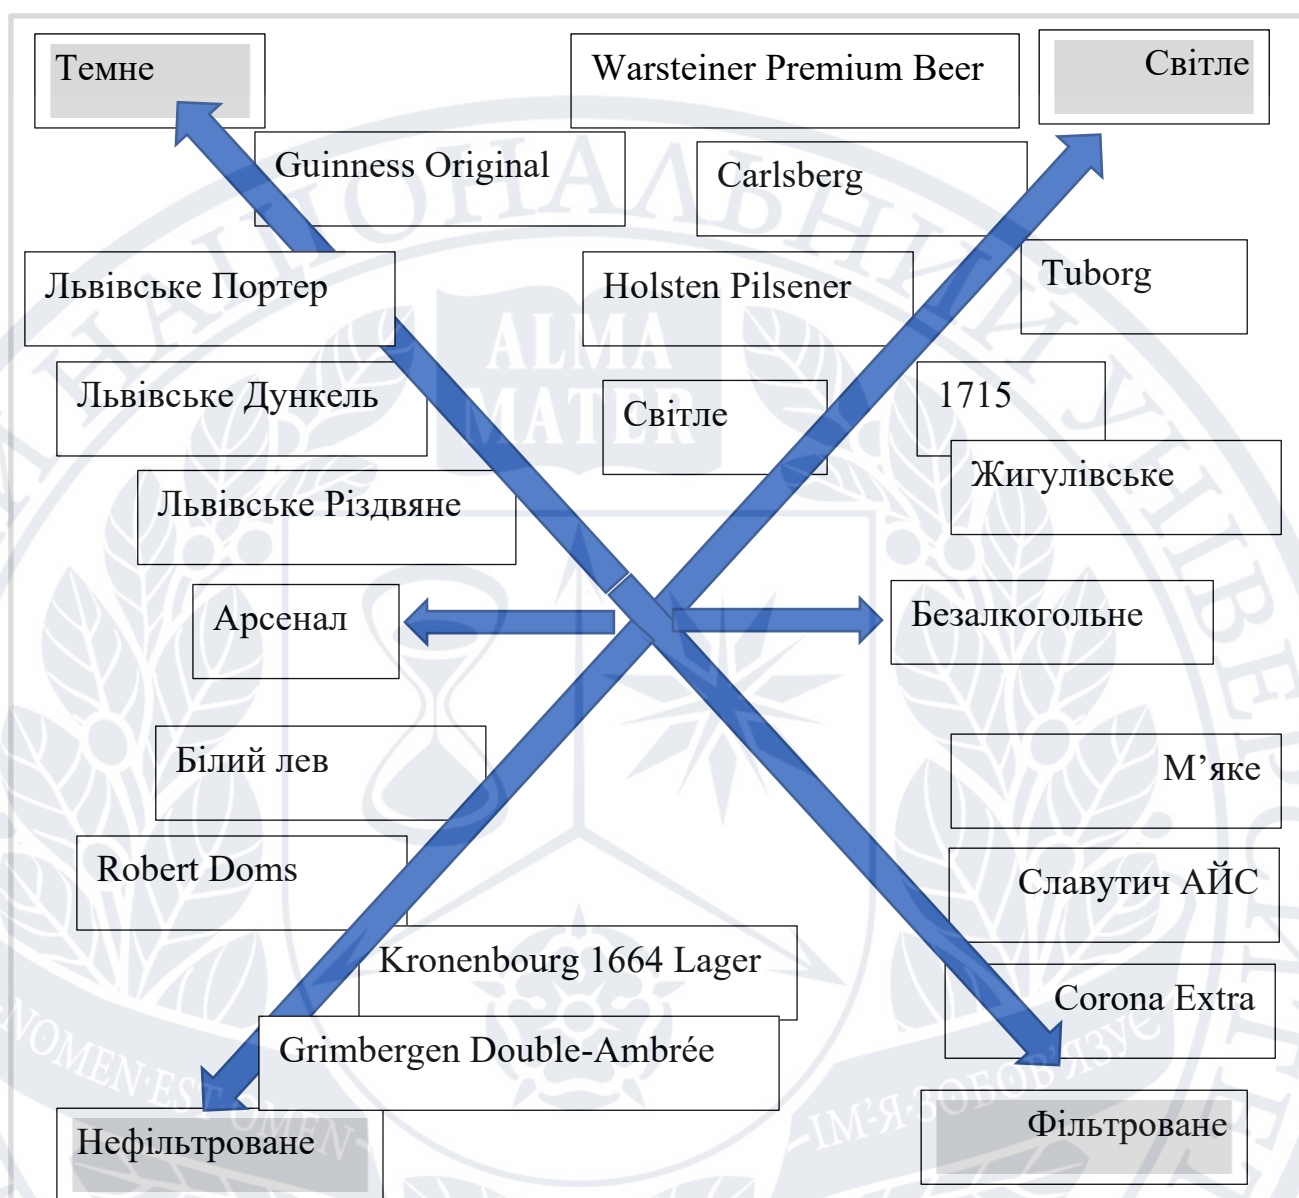 Темне
Warsteiner Premium Beer
Світле
Guinness Original
Carlsberg
Львівське Портер
Holsten Pilsener
Tuborg
Львівське Дункель
Світле
1715
Львівське Різдвяне
Жигулівське
Арсенал
Безалкогольне
Білий лев
М’яке
Robert Doms
Славутич АЙС
Kronenbourg 1664 Lager
Corona Extra
Grimbergen Double-Ambrée
Нефільтроване
Фільтроване
ALMA
MATER